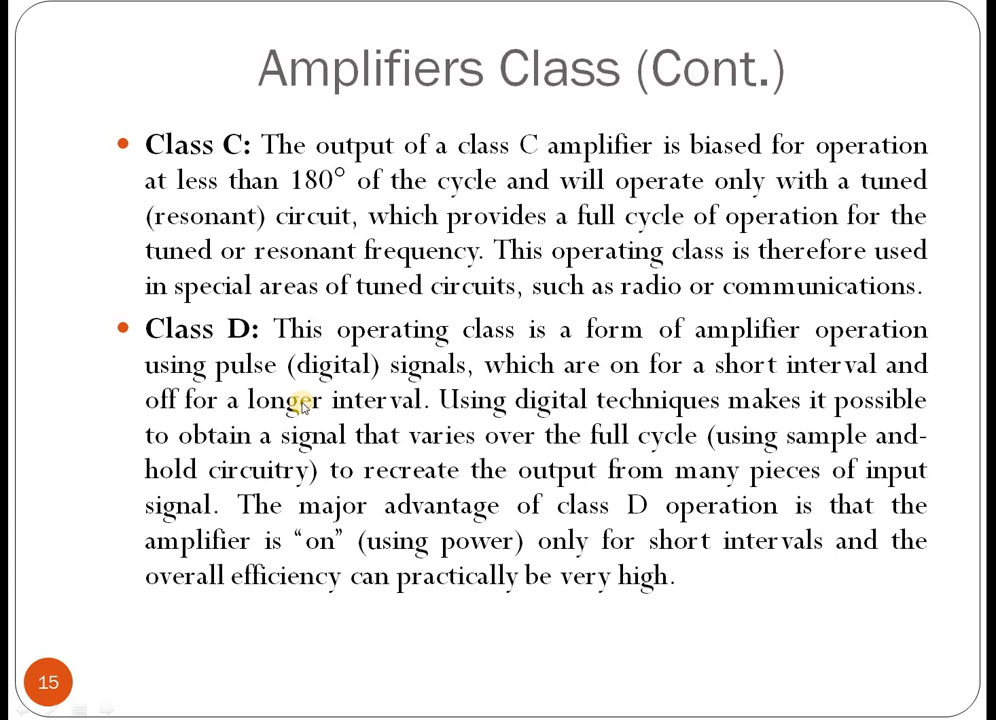 Amplifiers Class (Cont.)
• Class C: The output of a class C amplifier is biased for operation
at less than 180° of the cycle and will operate only with a tuned
(resonant) circuit, which provides a full cycle of operation for the
tuned or resonant frequency. This operating class is therefore used
in special areas of tuned circuits, such as radio or communications.
• Class D: This operating class is a form of amplifier operation
using pulse (digital) signals, which are on for a short interval and
off for a longer interval. Using digital techniques makes it possible
to obtain a signal that varies over the full cycle (using sample and-
hold circuitry) to recreate the output from many pieces of input
signal. The major advantage of class D operation is that the
amplifier is “on” (using power) only for short intervals and the
overall efficiency can practically be very high.
15